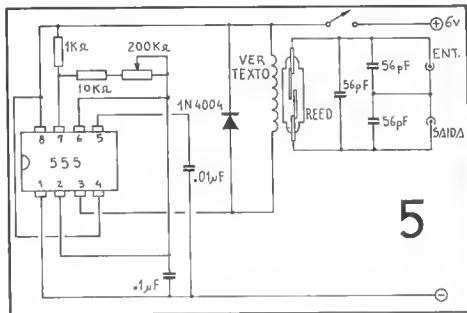 200KΩ
1KΩ
10KΩ
8 7 6 5
555
1 2 3 4
.1µF
.01µF
1N4004
VER
TEXTO
REED
56pF
56pF
56pF
ENT.
SAIDA
+ 6v
5
−